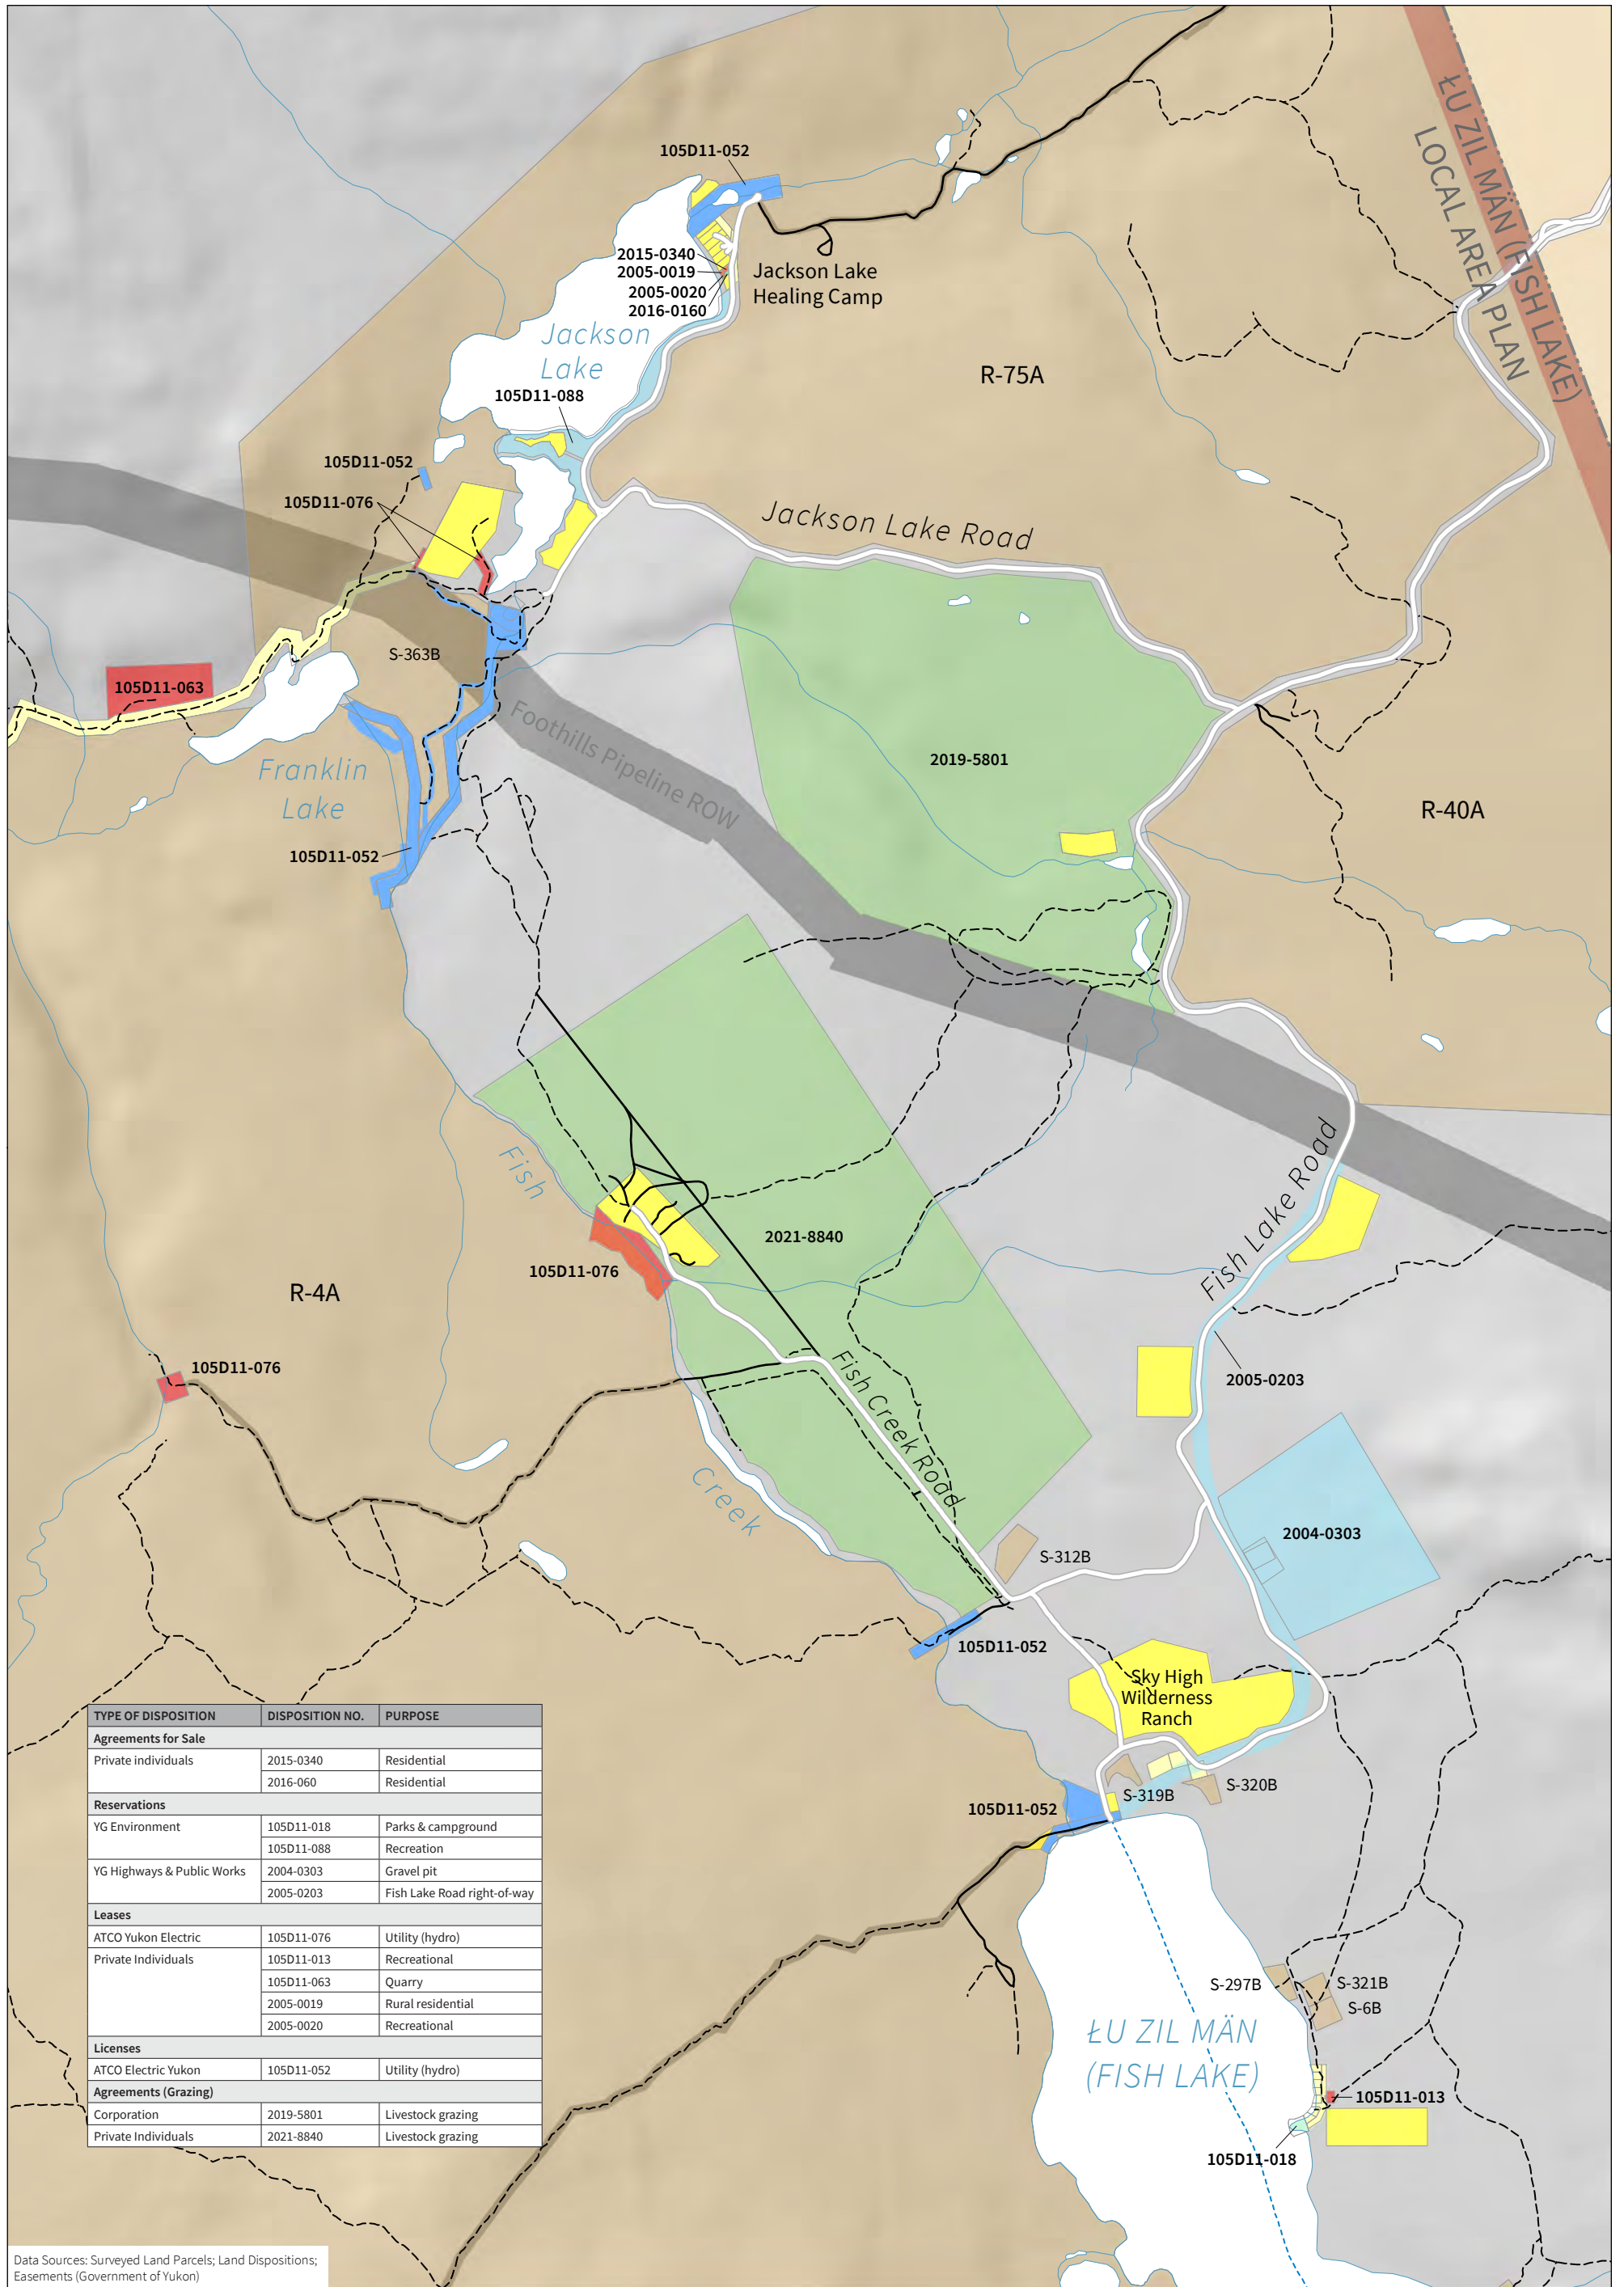 ŁU ZIL MÄN (FISH LAKE)
LOCAL AREA PLAN
105D11-052
2015-0340
2005-0019
2005-0020
2016-0160
Jackson Lake
Healing Camp
Jackson
Lake
R-75A
105D11-088
105D11-052
105D11-076
Jackson Lake Road
S-363B
105D11-063
Foothills Pipeline ROW
2019-5801
Franklin
Lake
R-40A
105D11-052
Fish
Fish Lake Road
2021-8840
105D11-076
R-4A
105D11-076
2005-0203
Fish Creek Road
Creek
2004-0303
S-312B
105D11-052
Sky High
Wilderness
Ranch
S-320B
S-319B
105D11-052
S-297B
S-321B
S-6B
ŁU ZIL MÄN
(FISH LAKE)
105D11-013
105D11-018
TYPE OF DISPOSITION DISPOSITION NO. PURPOSE
Agreements for Sale
Private individuals 2015-0340 Residential
2016-060 Residential
Reservations
YG Environment 105D11-018 Parks & campground
105D11-088 Recreation
YG Highways & Public Works 2004-0303 Gravel pit
2005-0203 Fish Lake Road right-of-way
Leases
ATCO Yukon Electric 105D11-076 Utility (hydro)
Private Individuals 105D11-013 Recreational
105D11-063 Quarry
2005-0019 Rural residential
2005-0020 Recreational
Licenses
ATCO Electric Yukon 105D11-052 Utility (hydro)
Agreements (Grazing)
Corporation 2019-5801 Livestock grazing
Private Individuals 2021-8840 Livestock grazing
Data Sources: Surveyed Land Parcels; Land Dispositions;
Easements (Government of Yukon)